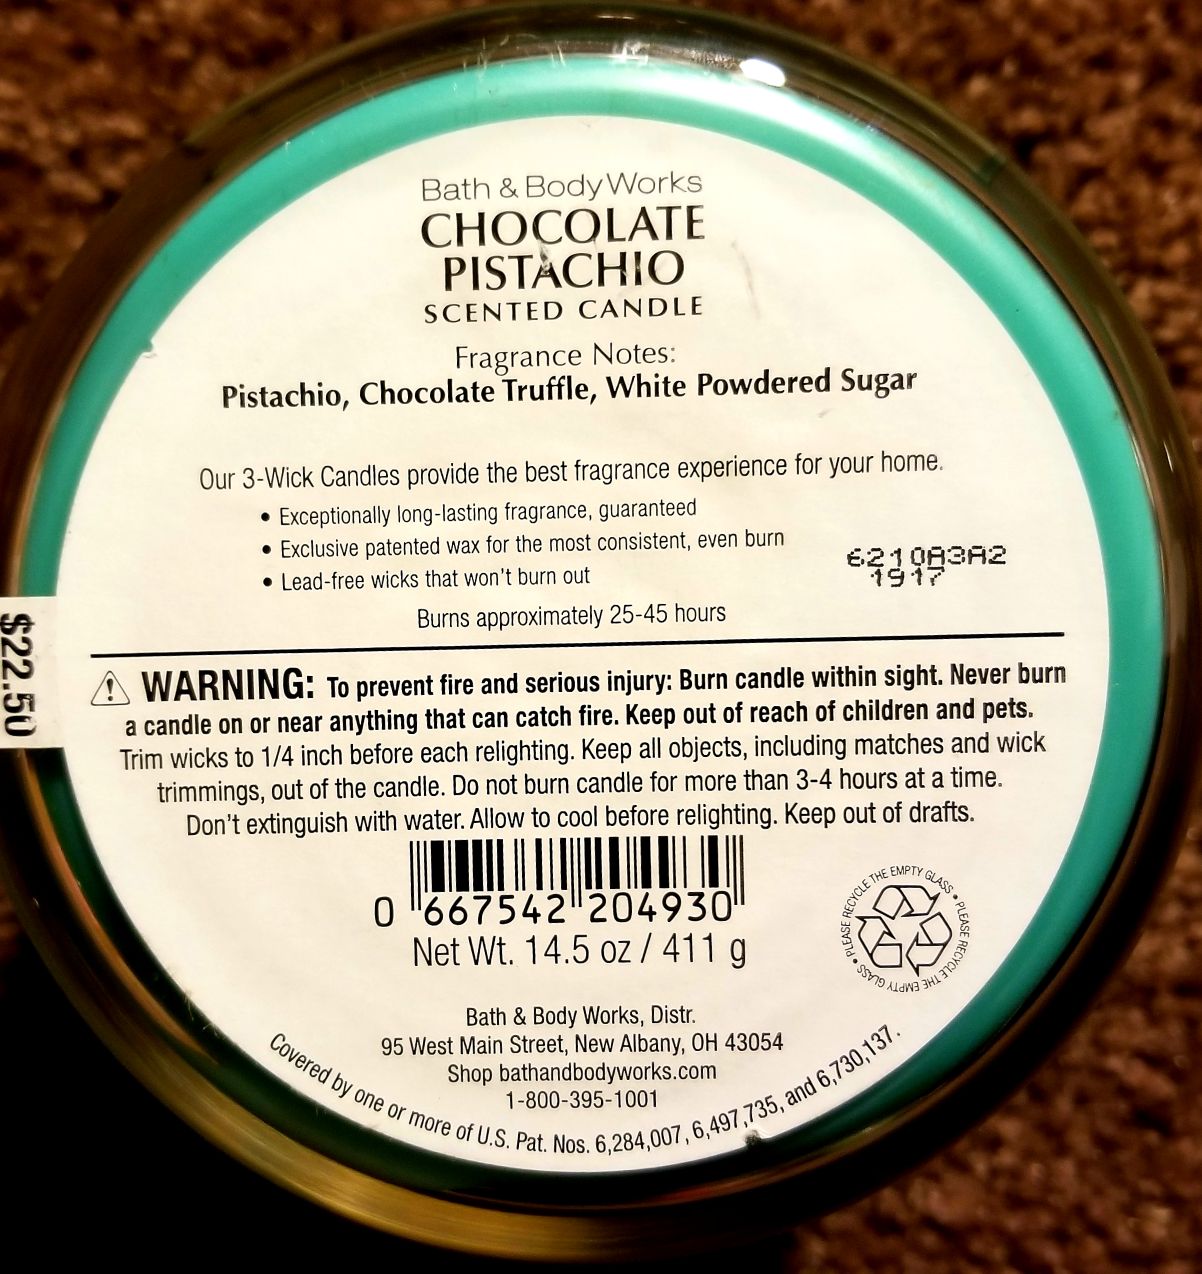 Bath & Body Works
CHOCOLATE
PISTACHIO
SCENTED CANDLE
Fragrance Notes:
Pistachio, Chocolate Truffle, White Powdered Sugar
Our 3-Wick Candles provide the best fragrance experience for your home.
• Exceptionally long-lasting fragrance, guaranteed
• Exclusive patented wax for the most consistent, even burn
• Lead-free wicks that won't burn out
6210A3A2
1917
Burns approximately 25-45 hours
$22.50
WARNING: To prevent fire and serious injury: Burn candle within sight. Never burn
a candle on or near anything that can catch fire. Keep out of reach of children and pets.
Trim wicks to 1/4 inch before each relighting. Keep all objects, including matches and wick
trimmings, out of the candle. Do not burn candle for more than 3-4 hours at a time.
Don't extinguish with water. Allow to cool before relighting. Keep out of drafts.
0 667542 204930
Net Wt. 14.5 oz / 411 g
PLEASE RECYCLE THE EMPTY GLASS • PLEASE RECYCLE THE EMPTY GLASS •
Bath & Body Works, Distr.
95 West Main Street, New Albany, OH 43054
Shop bathandbodyworks.com
1-800-395-1001
Covered by one or more of U.S. Pat. Nos. 6,284,007, 6,497,735, and 6,730,137.